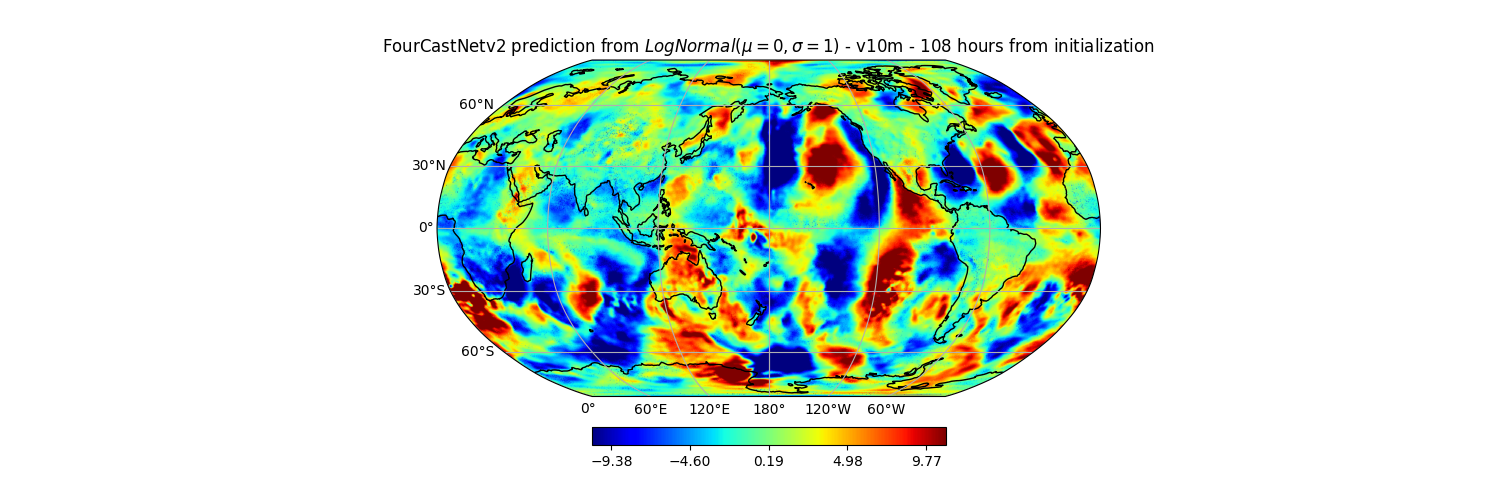 FourCastNetv2 prediction from LogNormal(μ = 0, σ = 1) - v10m - 108 hours from initialization
60°N
30°N
0°
30°S
60°S
0° 60°E 120°E 180° 120°W 60°W
−9.38 −4.60 0.19 4.98 9.77